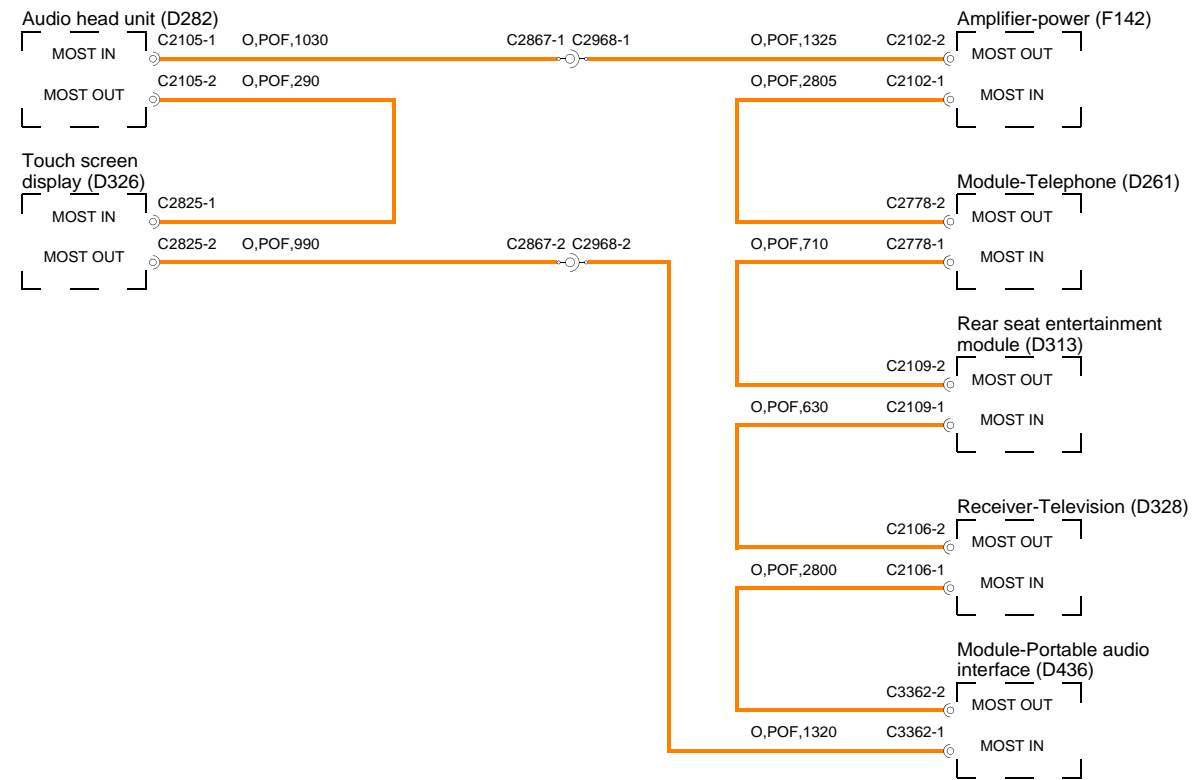 Audio head unit (D282)
MOST IN
C2105-1 O,POF,1030
C2867-1 C2968-1
MOST OUT
C2105-2 O,POF,290
Touch screen
display (D326)
MOST IN
C2825-1
MOST OUT
C2825-2 O,POF,990
C2867-2 C2968-2
Amplifier-power (F142)
O,POF,1325 C2102-2
MOST OUT
O,POF,2805 C2102-1
MOST IN
Module-Telephone (D261)
C2778-2
MOST OUT
O,POF,710 C2778-1
MOST IN
Rear seat entertainment
module (D313)
C2109-2
MOST OUT
O,POF,630 C2109-1
MOST IN
Receiver-Television (D328)
C2106-2
MOST OUT
O,POF,2800 C2106-1
MOST IN
Module-Portable audio
interface (D436)
C3362-2
MOST OUT
O,POF,1320 C3362-1
MOST IN